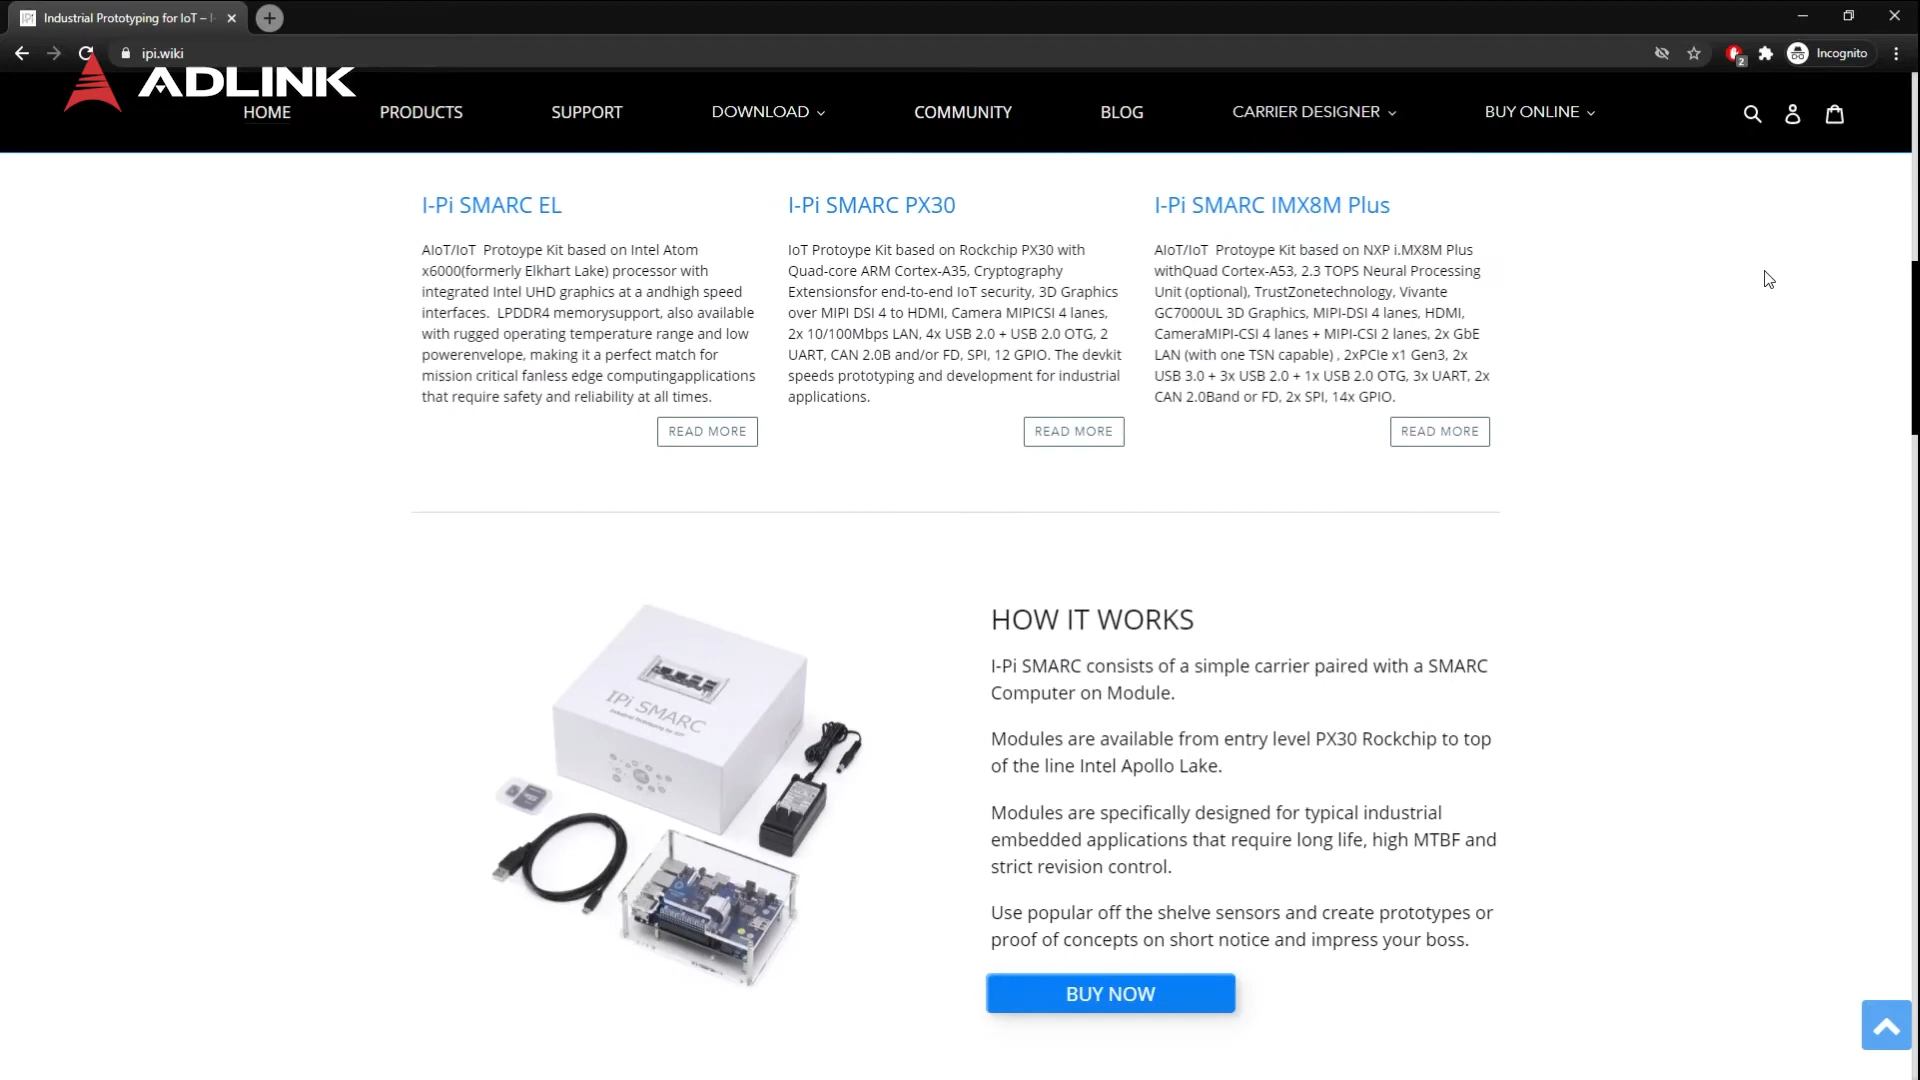 Industrial Prototyping for IoT – I-
ipi.wiki
2
Incognito
ADLINK
HOME
PRODUCTS
SUPPORT
DOWNLOAD
COMMUNITY
BLOG
CARRIER DESIGNER
BUY ONLINE
I-Pi SMARC EL
AIoT/IoT Protoype Kit based on Intel Atom
x6000(formerly Elkhart Lake) processor with
integrated Intel UHD graphics at a andhigh speed
interfaces. LPDDR4 memorysupport, also available
with rugged operating temperature range and low
powerenvelope, making it a perfect match for
mission critical fanless edge computingapplications
that require safety and reliability at all times.
READ MORE
I-Pi SMARC PX30
IoT Protoype Kit based on Rockchip PX30 with
Quad-core ARM Cortex-A35, Cryptography
Extensionsfor end-to-end IoT security, 3D Graphics
over MIPI DSI 4 to HDMI, Camera MIPICSI 4 lanes,
2x 10/100Mbps LAN, 4x USB 2.0 + USB 2.0 OTG, 2
UART, CAN 2.0B and/or FD, SPI, 12 GPIO. The devkit
speeds prototyping and development for industrial
applications.
READ MORE
I-Pi SMARC IMX8M Plus
AIoT/IoT Protoype Kit based on NXP i.MX8M Plus
withQuad Cortex-A53, 2.3 TOPS Neural Processing
Unit (optional), TrustZonetechnology, Vivante
GC7000UL 3D Graphics, MIPI-DSI 4 lanes, HDMI,
CameraMIPI-CSI 4 lanes + MIPI-CSI 2 lanes, 2x GbE
LAN (with one TSN capable) , 2xPCIe x1 Gen3, 2x
USB 3.0 + 3x USB 2.0 + 1x USB 2.0 OTG, 3x UART, 2x
CAN 2.0Band or FD, 2x SPI, 14x GPIO.
READ MORE
IPi SMARC
Industrial Prototyping for IoT
HOW IT WORKS
I-Pi SMARC consists of a simple carrier paired with a SMARC
Computer on Module.
Modules are available from entry level PX30 Rockchip to top
of the line Intel Apollo Lake.
Modules are specifically designed for typical industrial
embedded applications that require long life, high MTBF and
strict revision control.
Use popular off the shelve sensors and create prototypes or
proof of concepts on short notice and impress your boss.
BUY NOW